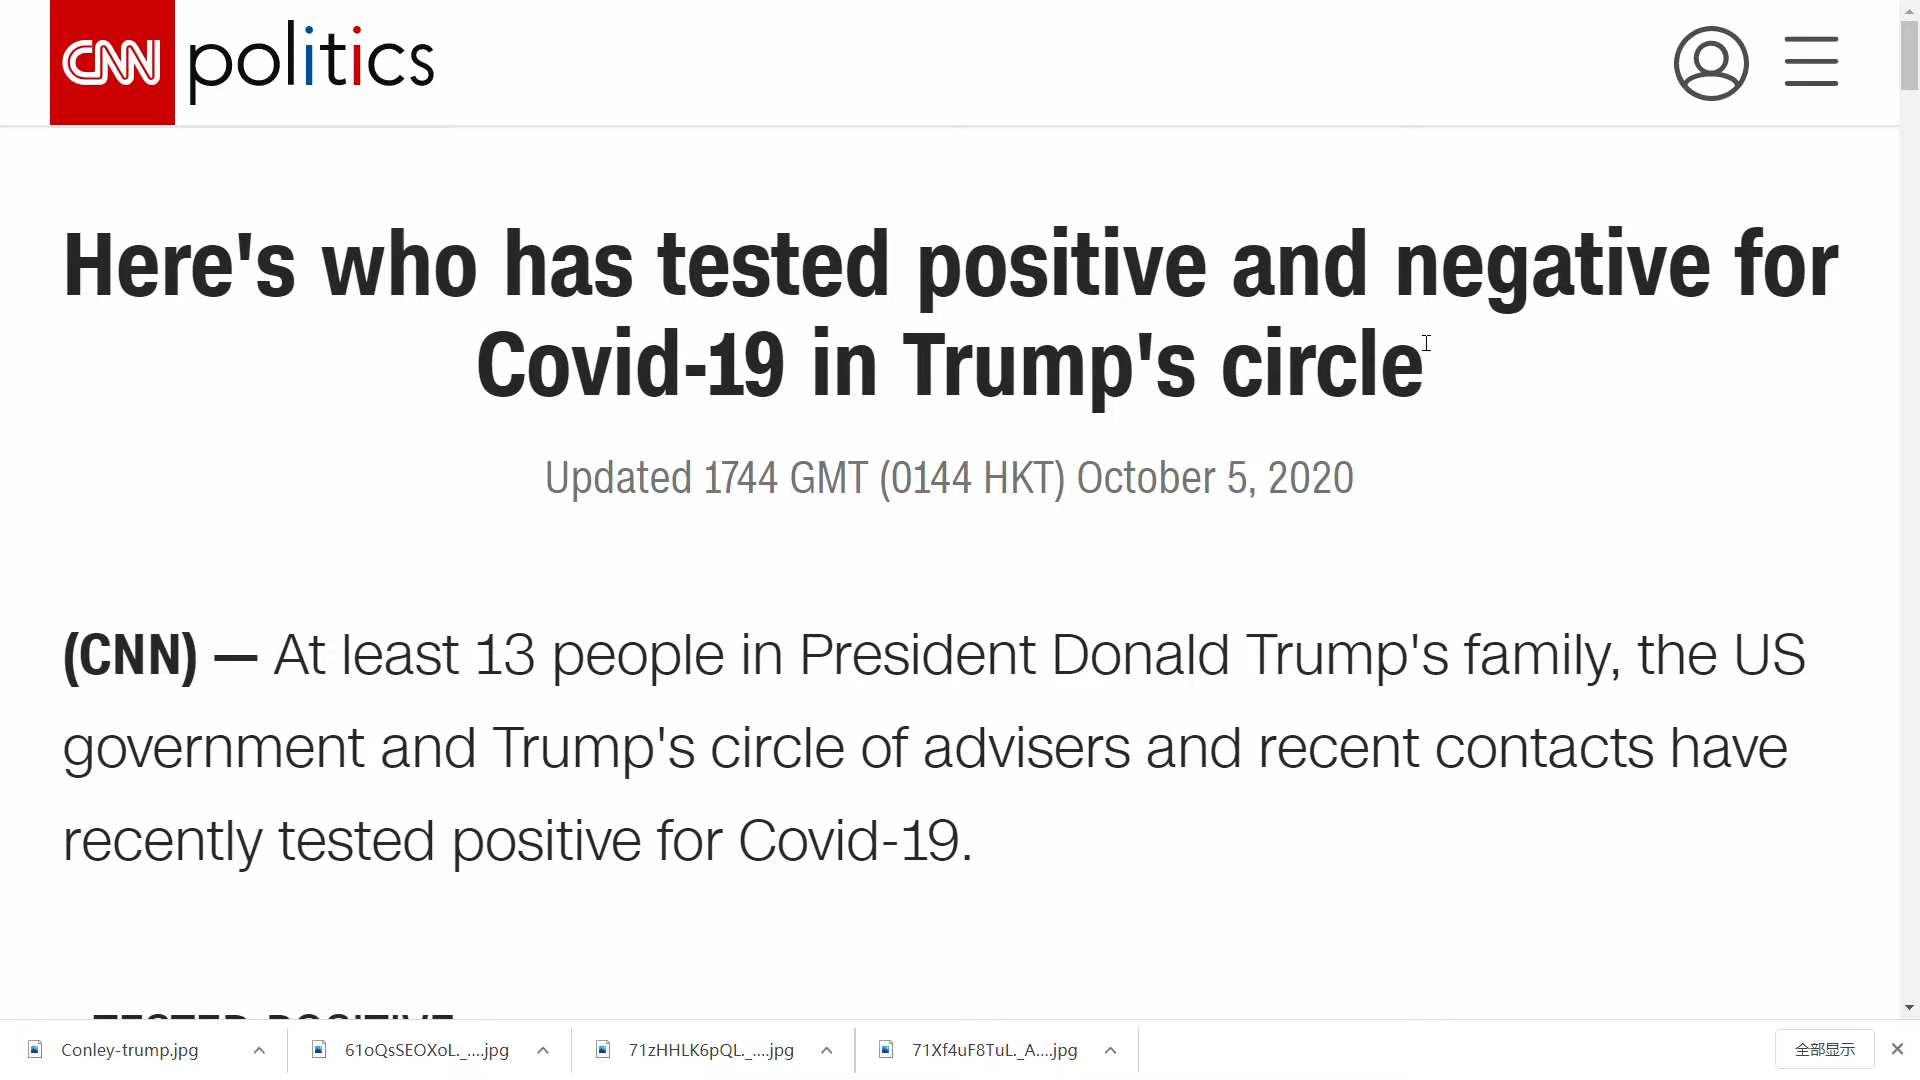 CNN politics
Here's who has tested positive and negative for
Covid-19 in Trump's circle
Updated 1744 GMT (0144 HKT) October 5, 2020
(CNN) — At least 13 people in President Donald Trump's family, the US
government and Trump's circle of advisers and recent contacts have
recently tested positive for Covid-19.
TESTED POSITIVE
Conley-trump.jpg
61oQsSEOXoL._....jpg
71zHHLK6pQL._....jpg
71Xf4uF8TuL._A....jpg
全部显示